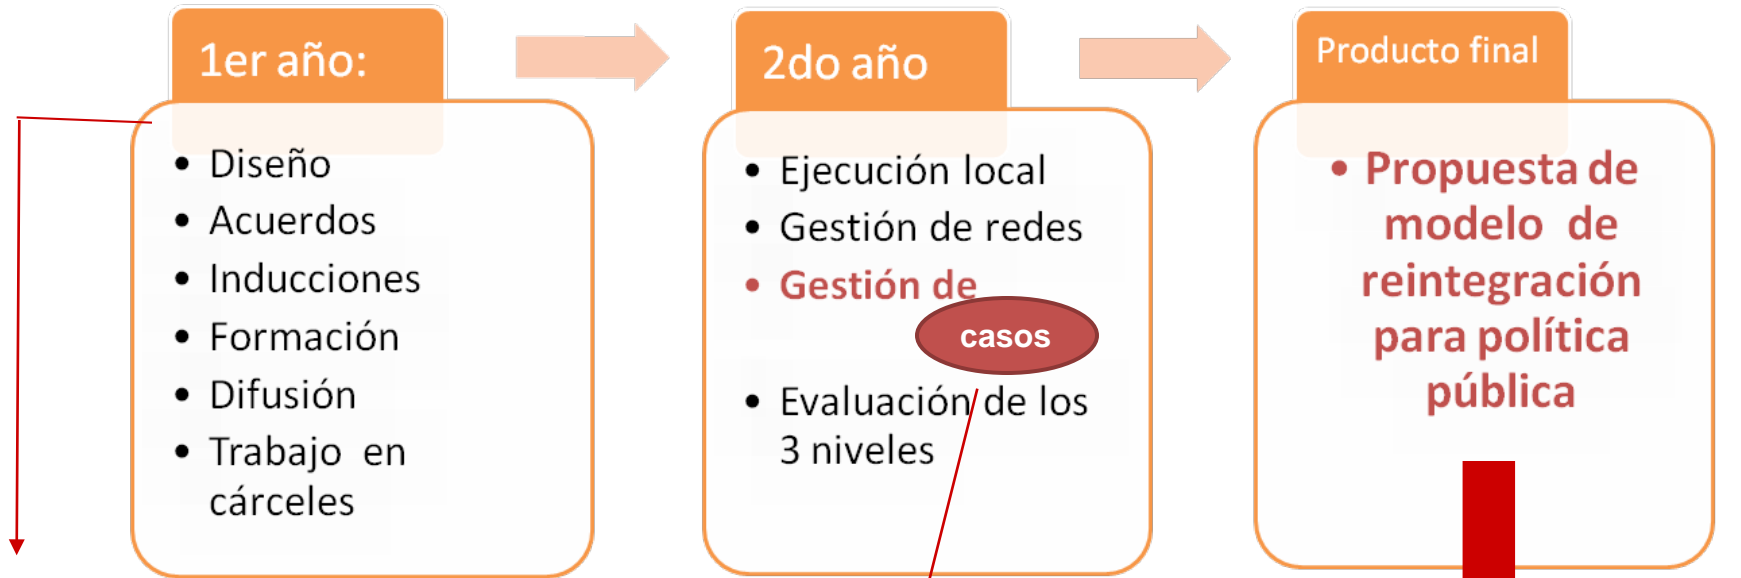 1er año:
• Diseño
• Acuerdos
• Inducciones
• Formación
• Difusión
• Trabajo en
cárceles
2do año
• Ejecución local
• Gestión de redes
• Gestión de
casos
• Evaluación de los
3 niveles
Producto final
• Propuesta de
modelo de
reintegración
para política
pública